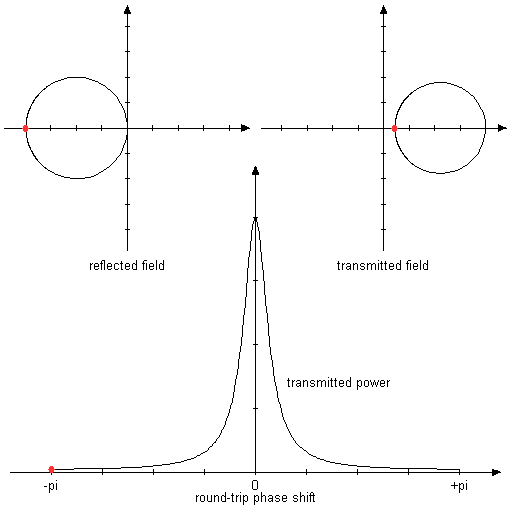 reflected field
transmitted field
transmitted power
-pi
0
+pi
round-trip phase shift